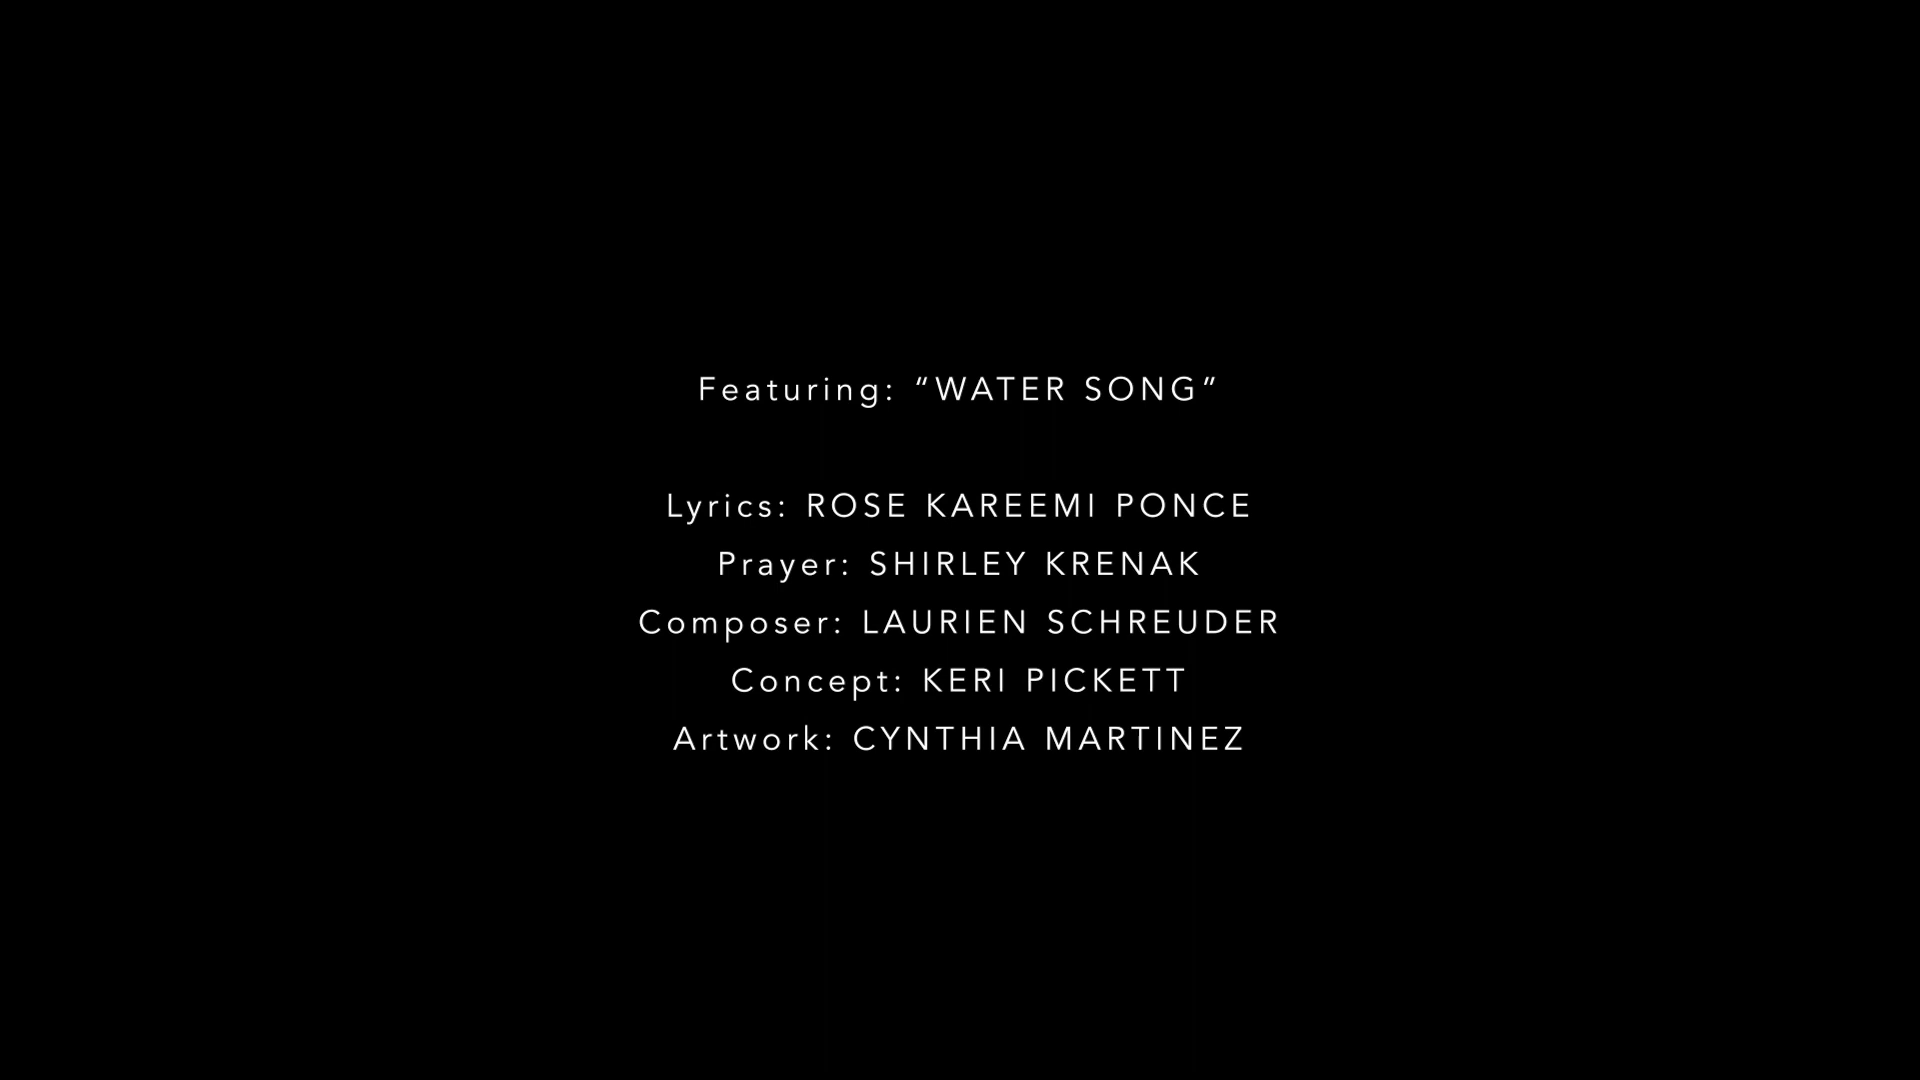 Featuring: “WATER SONG”
Lyrics: ROSE KAREEMI PONCE
Prayer: SHIRLEY KRENAK
Composer: LAURIEN SCHREUDER
Concept: KERI PICKETT
Artwork: CYNTHIA MARTINEZ